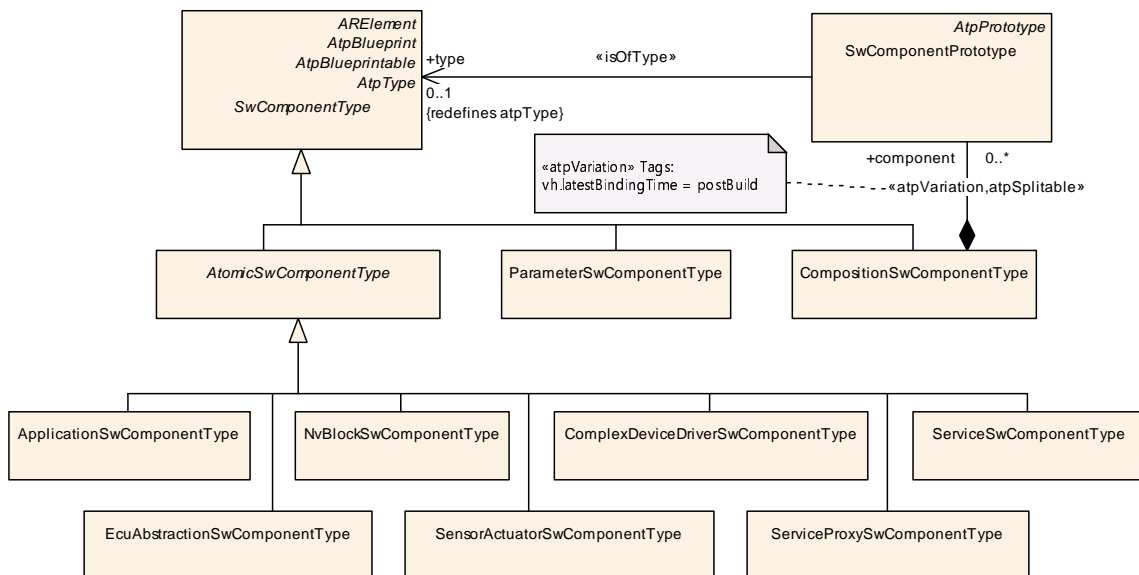 ARElement
AtpBlueprint
AtpBlueprintable
AtpType
SwComponentType
+type
0..1
{redefines atpType}
«isOfType»
AtpPrototype
SwComponentPrototype
«atpVariation» Tags:
vh.latestBindingTime = postBuild
+component 0..*
«atpVariation,atpSplitable»
AtomicSwComponentType
ParameterSwComponentType
CompositionSwComponentType
ApplicationSwComponentType
NvBlockSwComponentType
ComplexDeviceDriverSwComponentType
ServiceSwComponentType
EcuAbstractionSwComponentType
SensorActuatorSwComponentType
ServiceProxySwComponentType